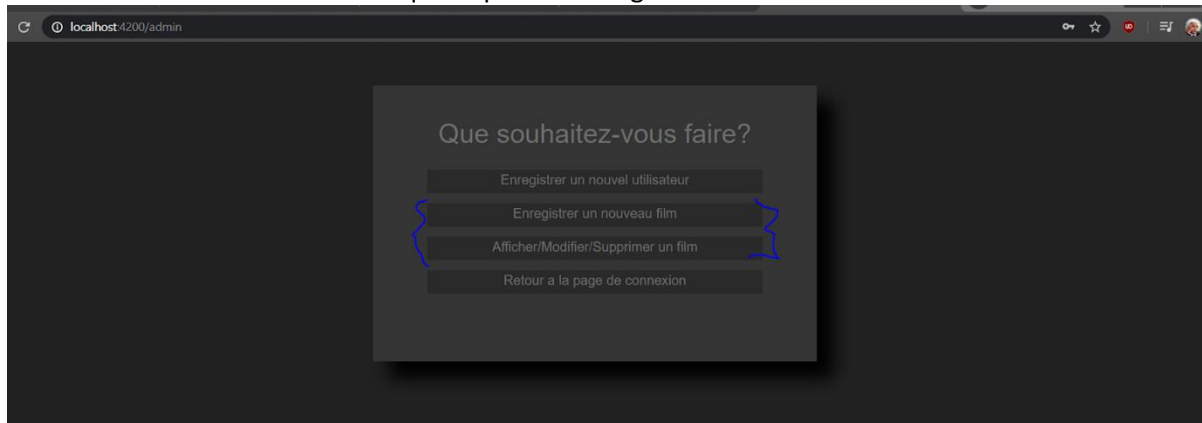 localhost:4200/admin
Que souhaitez-vous faire?
Enregistrer un nouvel utilisateur
Enregistrer un nouveau film
Afficher/Modifier/Supprimer un film
Retour a la page de connexion